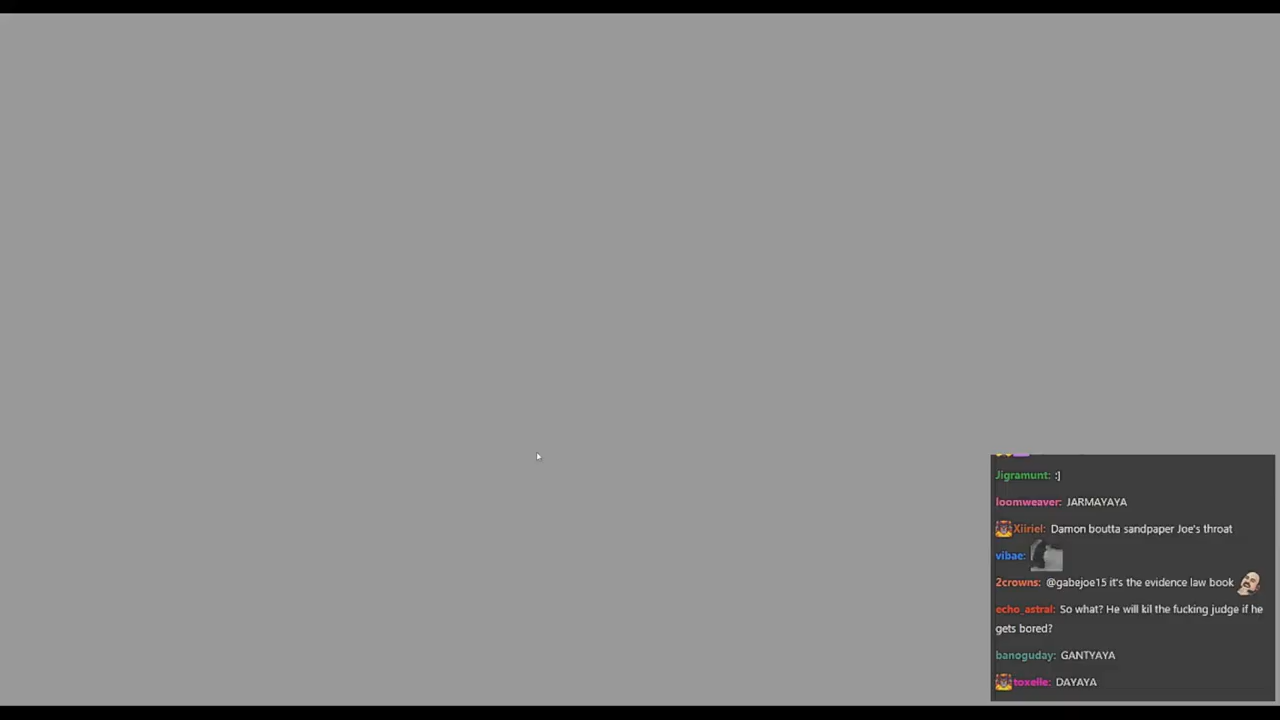 Jigramunt: :]
loomweaver: JARMAYAYA
Xiiriel: Damon boutta sandpaper Joe's throat
vibae:
2crowns: @gabejoe15 it's the evidence law book
echo_astral: So what? He will kil the fucking judge if he
gets bored?
banoguday: GANTYAYA
toxelle: DAYAYA